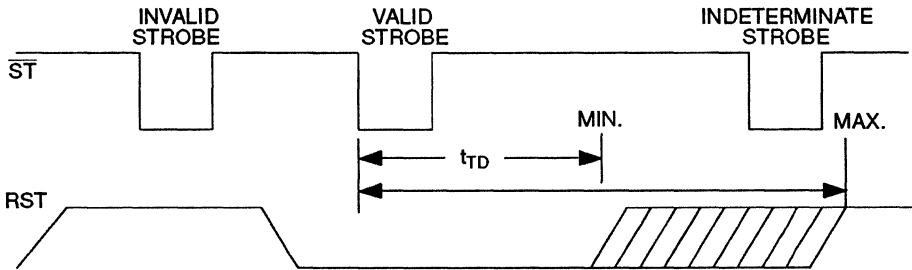 INVALID
STROBE
VALID
STROBE
INDETERMINATE
STROBE
ST
MIN.
MAX.
tTD
RST